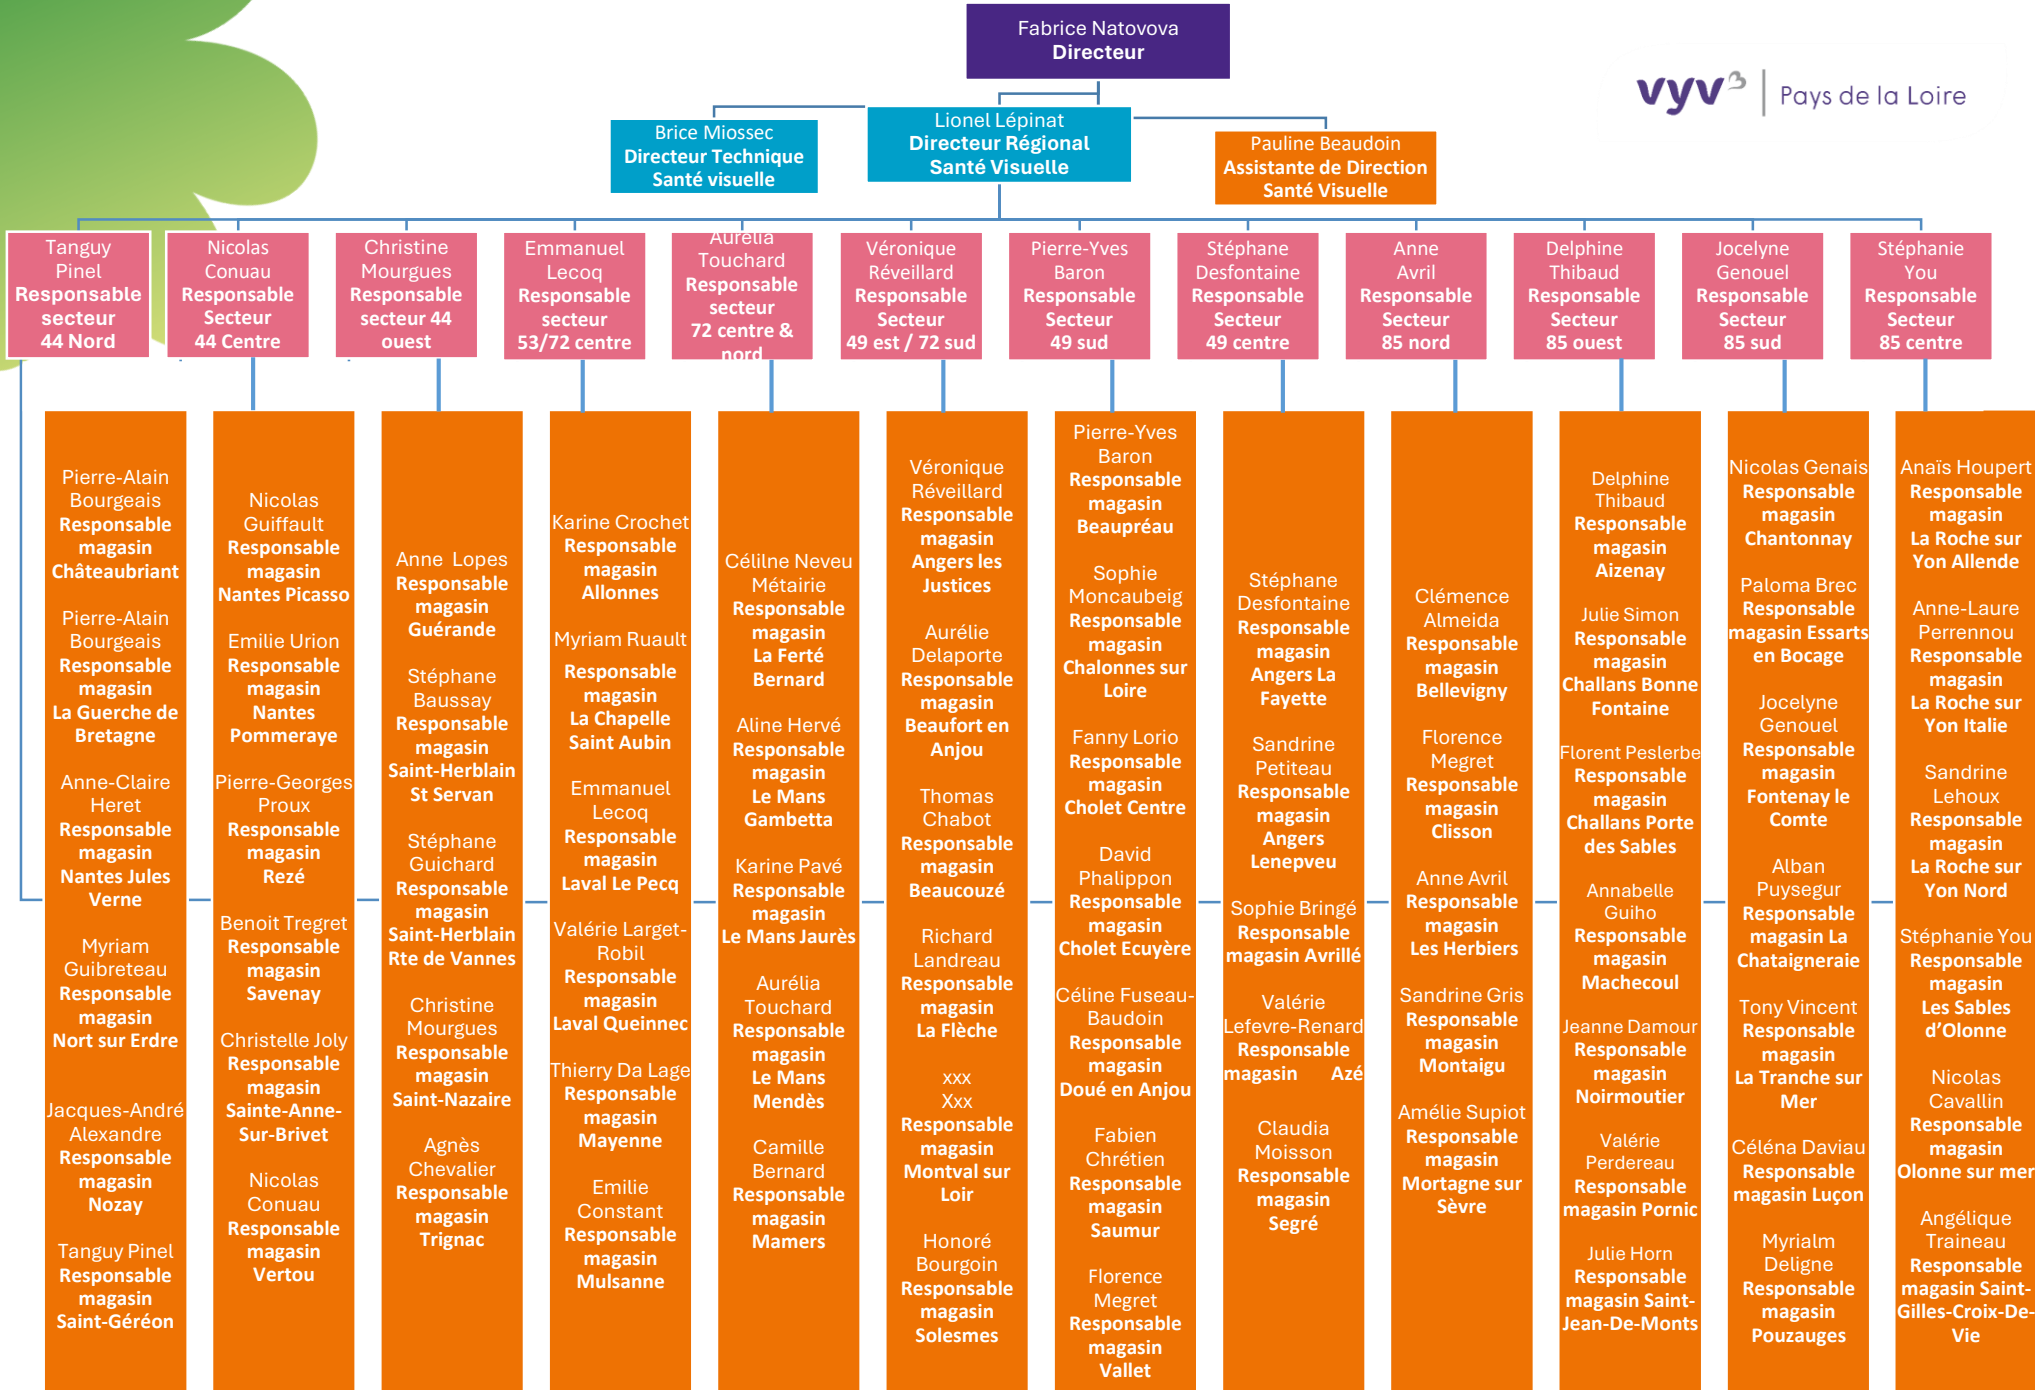 Fabrice Natovova
Directeur
vyv3 | Pays de la Loire
Brice Miossec
Directeur Technique
Santé visuelle
Lionel Lépinat
Directeur Régional
Santé Visuelle
Pauline Beaudoin
Assistante de Direction
Santé Visuelle
Tanguy
Pinel
Responsable
secteur
44 Nord
Nicolas
Conuau
Responsable
Secteur
44 Centre
Christine
Mourgues
Responsable
secteur 44
ouest
Emmanuel
Lecoq
Responsable
secteur
53/72 centre
Aurélia
Touchard
Responsable
secteur
72 centre &
nord
Véronique
Réveillard
Responsable
Secteur
49 est / 72 sud
Pierre-Yves
Baron
Responsable
Secteur
49 sud
Stéphane
Desfontaine
Responsable
Secteur
49 centre
Anne
Avril
Responsable
Secteur
85 nord
Delphine
Thibaud
Responsable
Secteur
85 ouest
Jocelyne
Genouel
Responsable
Secteur
85 sud
Stéphanie
You
Responsable
Secteur
85 centre
Pierre-Alain
Bourgeais
Responsable
magasin
Châteaubriant
Pierre-Alain
Bourgeais
Responsable
magasin
La Guerche de
Bretagne
Anne-Claire
Heret
Responsable
magasin
Nantes Jules
Verne
Myriam
Guibreteau
Responsable
magasin
Nort sur Erdre
Jacques-André
Alexandre
Responsable
magasin
Nozay
Tanguy Pinel
Responsable
magasin
Saint-Géréon
Nicolas
Guiffault
Responsable
magasin
Nantes Picasso
Emilie Urion
Responsable
magasin
Nantes
Pommeraye
Pierre-Georges
Proux
Responsable
magasin
Rezé
Benoit Tregret
Responsable
magasin
Savenay
Christelle Joly
Responsable
magasin
Sainte-Anne-
Sur-Brivet
Nicolas
Conuau
Responsable
magasin
Vertou
Anne Lopes
Responsable
magasin
Guérande
Stéphane
Baussay
Responsable
magasin
Saint-Herblain
St Servan
Stéphane
Guichard
Responsable
magasin
Saint-Herblain
Rte de Vannes
Christine
Mourgues
Responsable
magasin
Saint-Nazaire
Agnès
Chevalier
Responsable
magasin
Trignac
Karine Crochet
Responsable
magasin
Allonnes
Myriam Ruault
Responsable
magasin
La Chapelle
Saint Aubin
Emmanuel
Lecoq
Responsable
magasin
Laval Le Pecq
Valérie Larget-
Robil
Responsable
magasin
Laval Queinnec
Thierry Da Lage
Responsable
magasin
Mayenne
Emilie
Constant
Responsable
magasin
Mulsanne
Célilne Neveu
Métairie
Responsable
magasin
La Ferté
Bernard
Aline Hervé
Responsable
magasin
Le Mans
Gambetta
Karine Pavé
Responsable
magasin
Le Mans Jaurès
Aurélia
Touchard
Responsable
magasin
Le Mans
Mendès
Camille
Bernard
Responsable
magasin
Mamers
Véronique
Réveillard
Responsable
magasin
Angers les
Justices
Aurélie
Delaporte
Responsable
magasin
Beaufort en
Anjou
Thomas
Chabot
Responsable
magasin
Beaucouzé
Richard
Landreau
Responsable
magasin
La Flèche
xxx
Xxx
Responsable
magasin
Montval sur
Loir
Honoré
Bourgoin
Responsable
magasin
Solesmes
Pierre-Yves
Baron
Responsable
magasin
Beaupréau
Sophie
Moncaubeig
Responsable
magasin
Chalonnes sur
Loire
Fanny Lorio
Responsable
magasin
Cholet Centre
David
Phalippon
Responsable
magasin
Cholet Ecuyère
Céline Fuseau-
Baudoin
Responsable
magasin
Doué en Anjou
Fabien
Chrétien
Responsable
magasin
Saumur
Florence
Megret
Responsable
magasin
Vallet
Stéphane
Desfontaine
Responsable
magasin
Angers La
Fayette
Sandrine
Petiteau
Responsable
magasin
Angers
Lenepveu
Sophie Bringé
Responsable
magasin Avrillé
Valérie
Lefevre-Renard
Responsable
magasin Azé
Claudia
Moisson
Responsable
magasin
Segré
Clémence
Almeida
Responsable
magasin
Bellevigny
Florence
Megret
Responsable
magasin
Clisson
Anne Avril
Responsable
magasin
Les Herbiers
Sandrine Gris
Responsable
magasin
Montaigu
Amélie Supiot
Responsable
magasin
Mortagne sur
Sèvre
Delphine
Thibaud
Responsable
magasin
Aizenay
Julie Simon
Responsable
magasin
Challans Bonne
Fontaine
Florent Peslerbe
Responsable
magasin
Challans Porte
des Sables
Annabelle
Guiho
Responsable
magasin
Machecoul
Jeanne Damour
Responsable
magasin
Noirmoutier
Valérie
Perdereau
Responsable
magasin Pornic
Julie Horn
Responsable
magasin Saint-
Jean-De-Monts
Nicolas Genais
Responsable
magasin
Chantonnay
Paloma Brec
Responsable
magasin Essarts
en Bocage
Jocelyne
Genouel
Responsable
magasin
Fontenay le
Comte
Alban
Puysegur
Responsable
magasin La
Chataigneraie
Tony Vincent
Responsable
magasin
La Tranche sur
Mer
Céléna Daviau
Responsable
magasin Luçon
Myrialm
Deligne
Responsable
magasin
Pouzauges
Anaïs Houpert
Responsable
magasin
La Roche sur
Yon Allende
Anne-Laure
Perrennou
Responsable
magasin
La Roche sur
Yon Italie
Sandrine
Lehoux
Responsable
magasin
La Roche sur
Yon Nord
Stéphanie You
Responsable
magasin
Les Sables
d’Olonne
Nicolas
Cavallin
Responsable
magasin
Olonne sur mer
Angélique
Traineau
Responsable
magasin Saint-
Gilles-Croix-De-
Vie